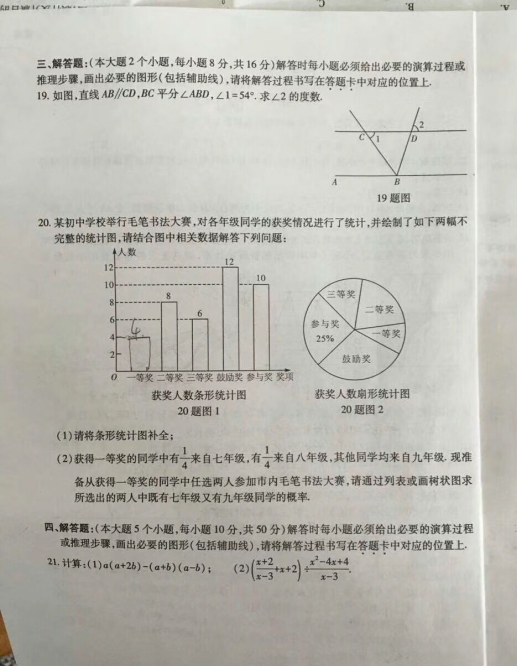 三、解答题:(本大题2个小题,每小题8分,共16分)解答时每小题必须给出必要的演算过程或
推理步骤,画出必要的图形(包括辅助线),请将解答过程书写在答题卡中对应的位置上.
19. 如图,直线AB//CD,BC平分∠ABD,∠1=54°.求∠2的度数.
C 1 D 2
A B
19题图
20. 某初中学校举行毛笔书法大赛,对各年级同学的获奖情况进行了统计,并绘制了如下两幅不
完整的统计图,请结合图中相关数据解答下列问题:
人数
12
10
8
6
4
2
0
4
8
6
12
10
一等奖 二等奖 三等奖 鼓励奖 参与奖 奖项
获奖人数条形统计图
20题图1
三等奖
二等奖
一等奖
参与奖
25%
鼓励奖
获奖人数扇形统计图
20题图2
(1)请将条形统计图补全;
(2)获得一等奖的同学中有1/4来自七年级,有1/4来自八年级,其他同学均来自九年级.现准
备从获得一等奖的同学中任选两人参加市内毛笔书法大赛,请通过列表或画树状图求
所选出的两人中既有七年级又有九年级同学的概率.
四、解答题:(本大题5个小题,每小题10分,共50分)解答时每小题必须给出必要的演算过程
或推理步骤,画出必要的图形(包括辅助线),请将解答过程书写在答题卡中对应的位置上.
21. 计算:(1)a(a+2b)-(a+b)(a-b); (2)((x+2)/(x-3)+x+2)÷(x²-4x+4)/(x-3).